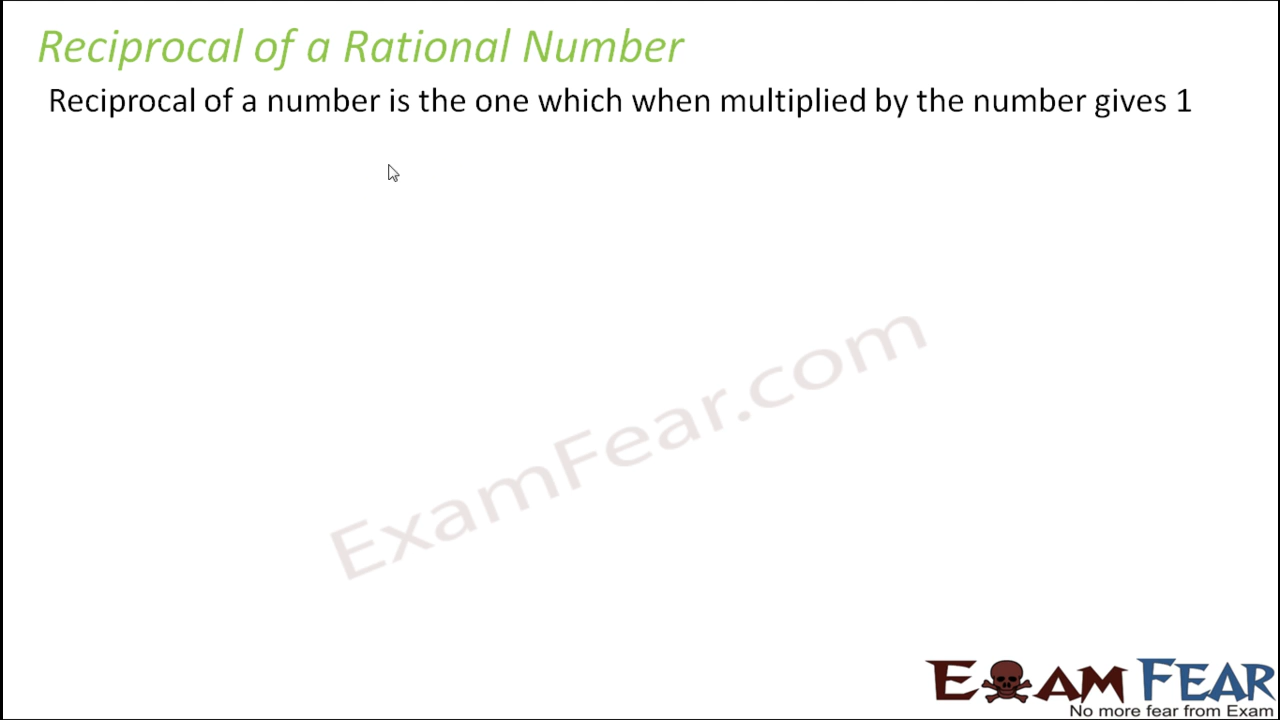 Reciprocal of a Rational Number
Reciprocal of a number is the one which when multiplied by the number gives 1
ExamFear.com
EXAM FEAR
No more fear from Exam